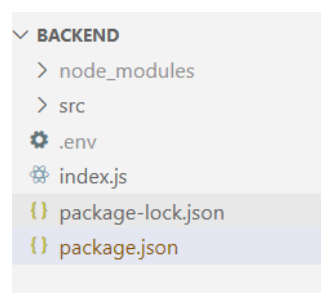 BACKEND
node_modules
src
.env
index.js
package-lock.json
package.json